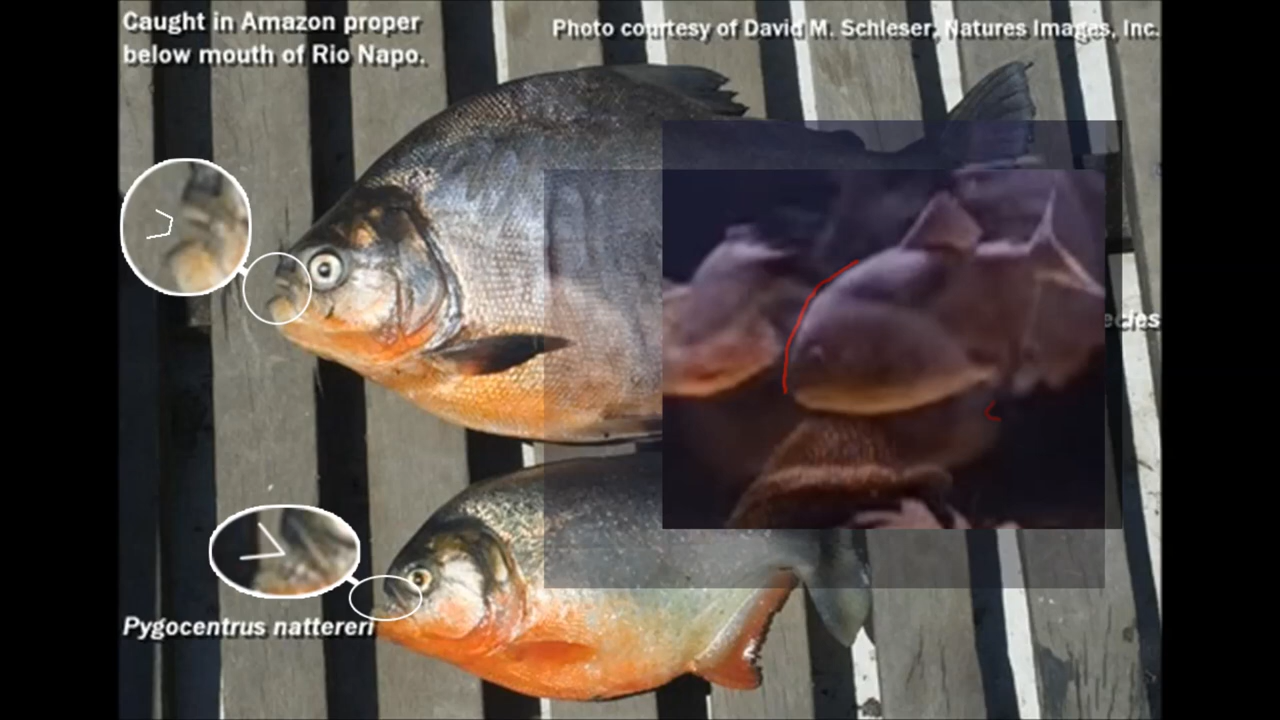 Caught in Amazon proper
below mouth of Rio Napo.
Photo courtesy of David M. Schleser, Natures Images, Inc.
Pygocentrus nattereri